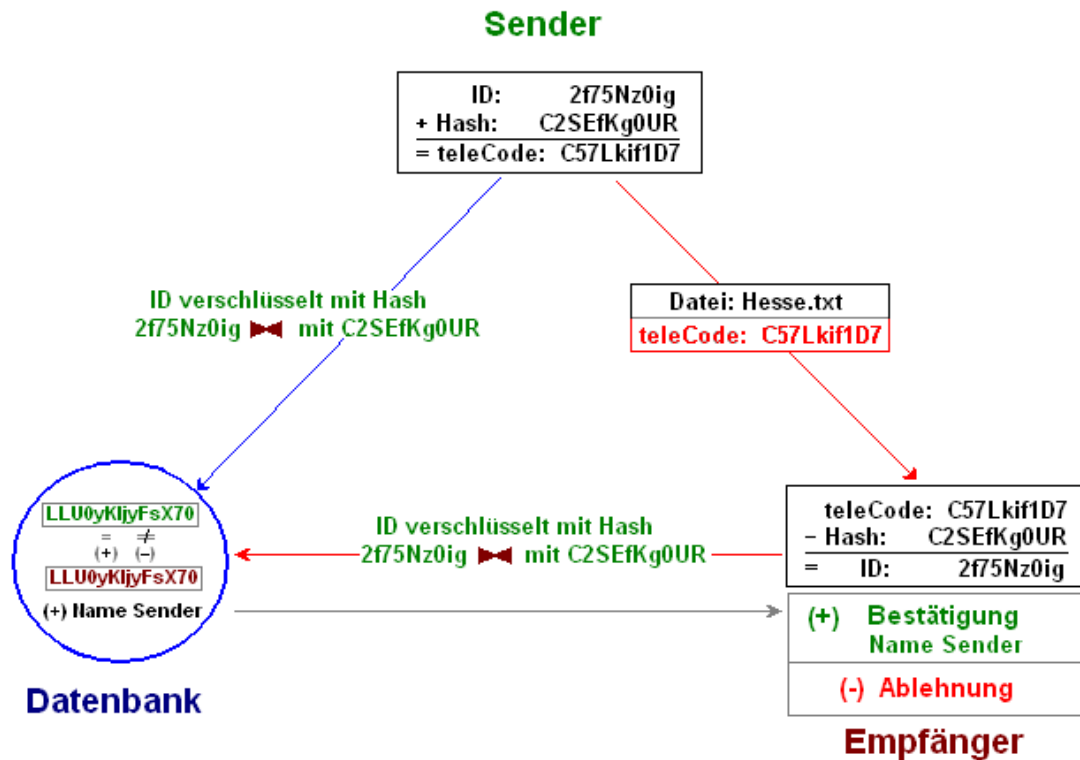 Sender
ID: 2f75Nz0ig
+ Hash: C2SEfKg0UR
= teleCode: C57Lkif1D7
ID verschlüsselt mit Hash
2f75Nz0ig mit C2SEfKg0UR
Datei: Hesse.txt
teleCode: C57Lkif1D7
LLU0yKIjyFsX70
= ≠
(+) (-)
LLU0yKIjyFsX70
(+) Name Sender
Datenbank
ID verschlüsselt mit Hash
2f75Nz0ig mit C2SEfKg0UR
teleCode: C57Lkif1D7
– Hash: C2SEfKg0UR
= ID: 2f75Nz0ig
(+) Bestätigung
Name Sender
(-) Ablehnung
Empfänger